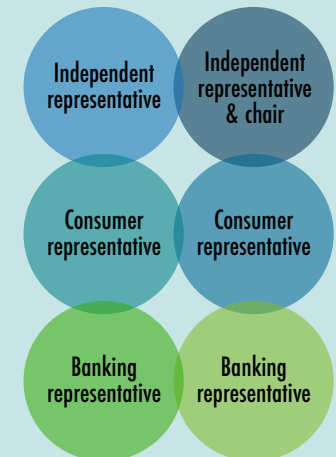 Independent
representative
Independent
representative
& chair
Consumer
representative
Consumer
representative
Banking
representative
Banking
representative